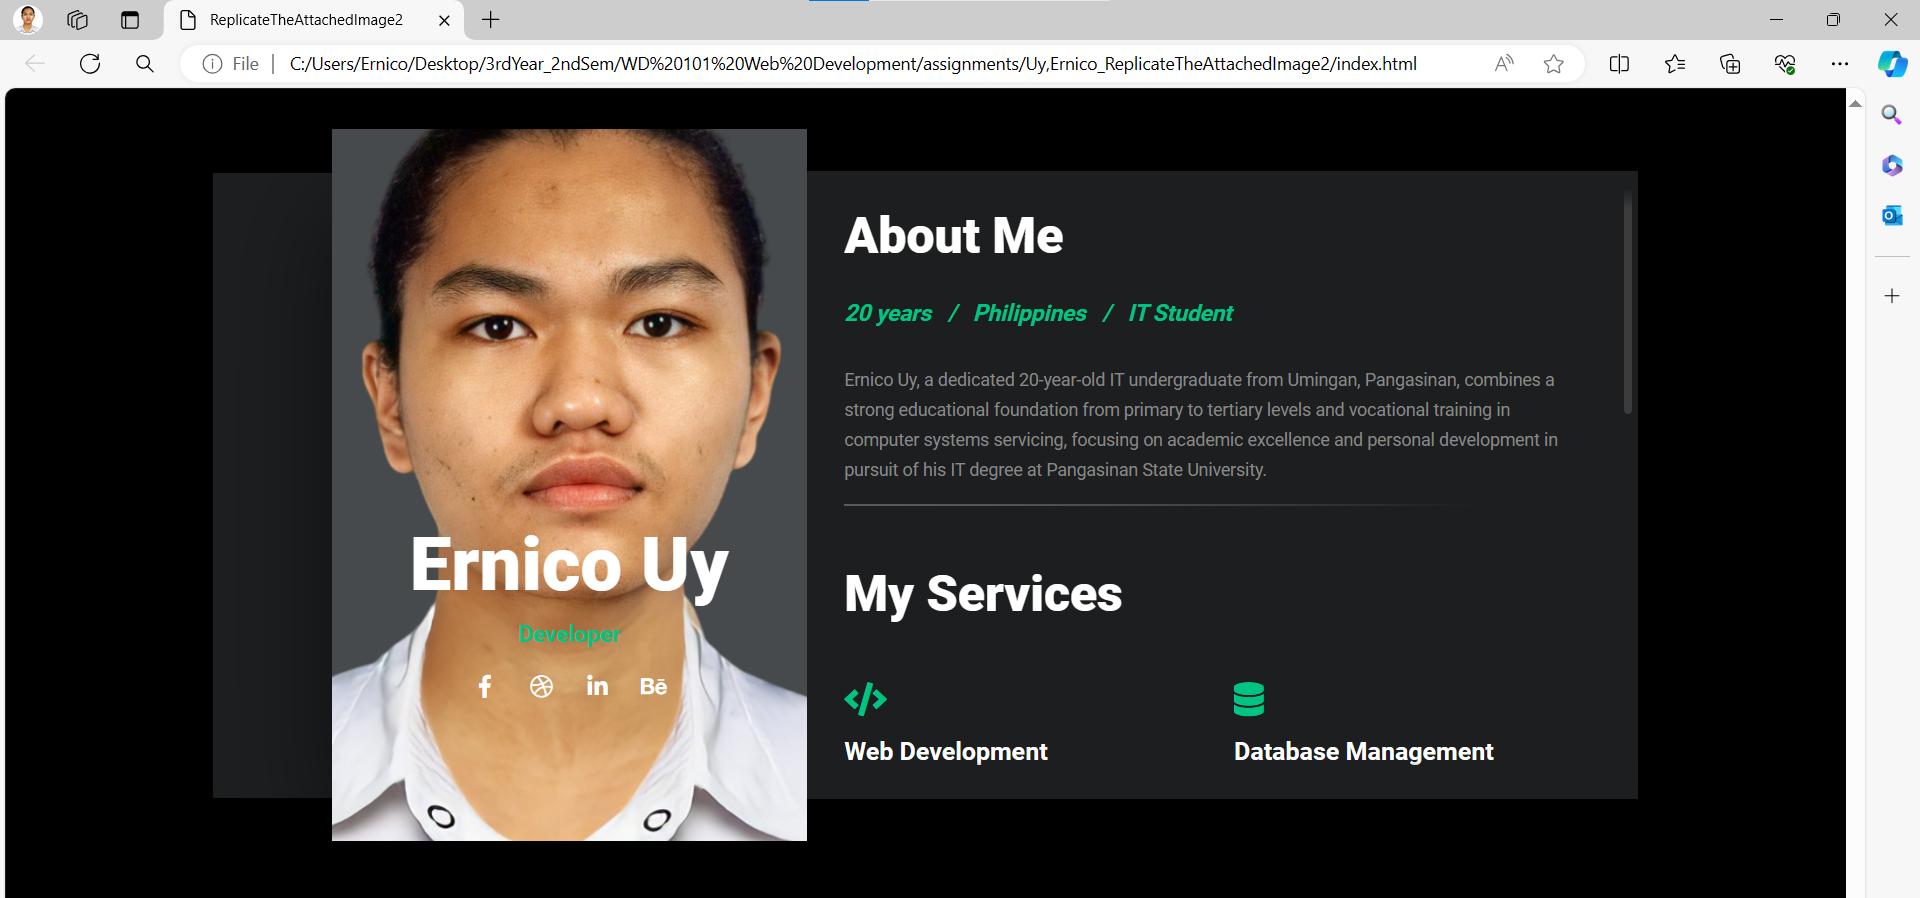 ReplicateTheAttachedImage2
File
C:/Users/Ernico/Desktop/3rdYear_2ndSem/WD%20101%20Web%20Development/assignments/Uy,Ernico_ReplicateTheAttachedImage2/index.html
About Me
20 years / Philippines / IT Student
Ernico Uy, a dedicated 20-year-old IT undergraduate from Umingan, Pangasinan, combines a
strong educational foundation from primary to tertiary levels and vocational training in
computer systems servicing, focusing on academic excellence and personal development in
pursuit of his IT degree at Pangasinan State University.
Ernico Uy
Developer
in
Bē
My Services
Web Development
Database Management